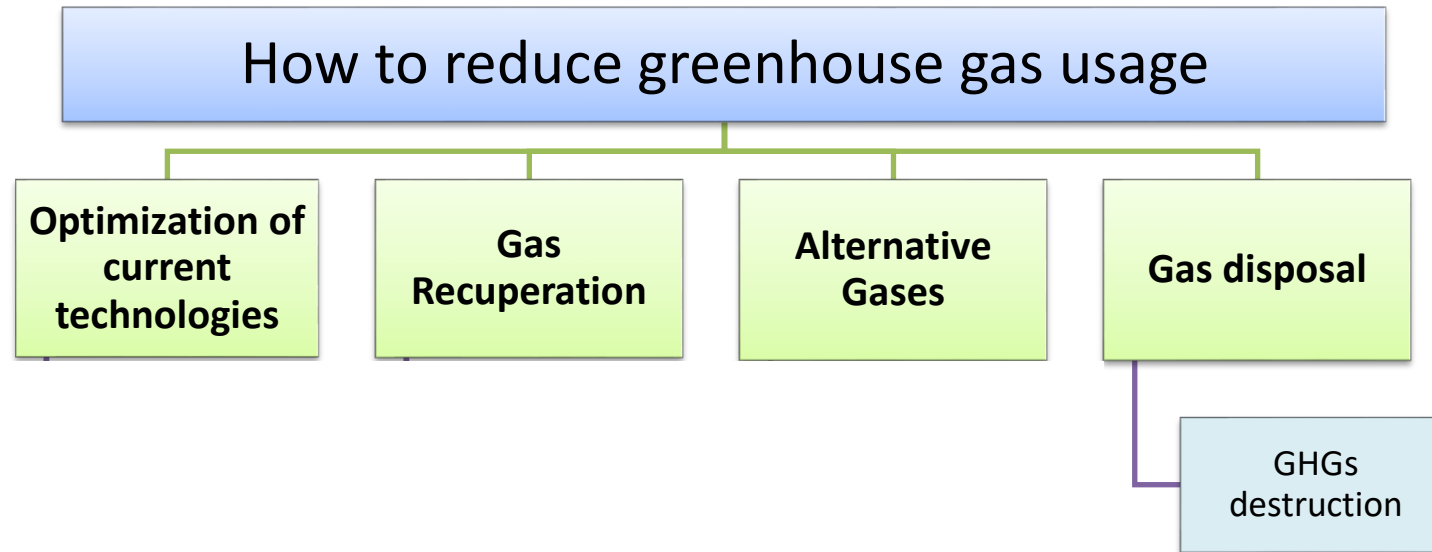 How to reduce greenhouse gas usage
Optimization of
current
technologies
Gas
Recuperation
Alternative
Gases
Gas disposal
GHGs
destruction